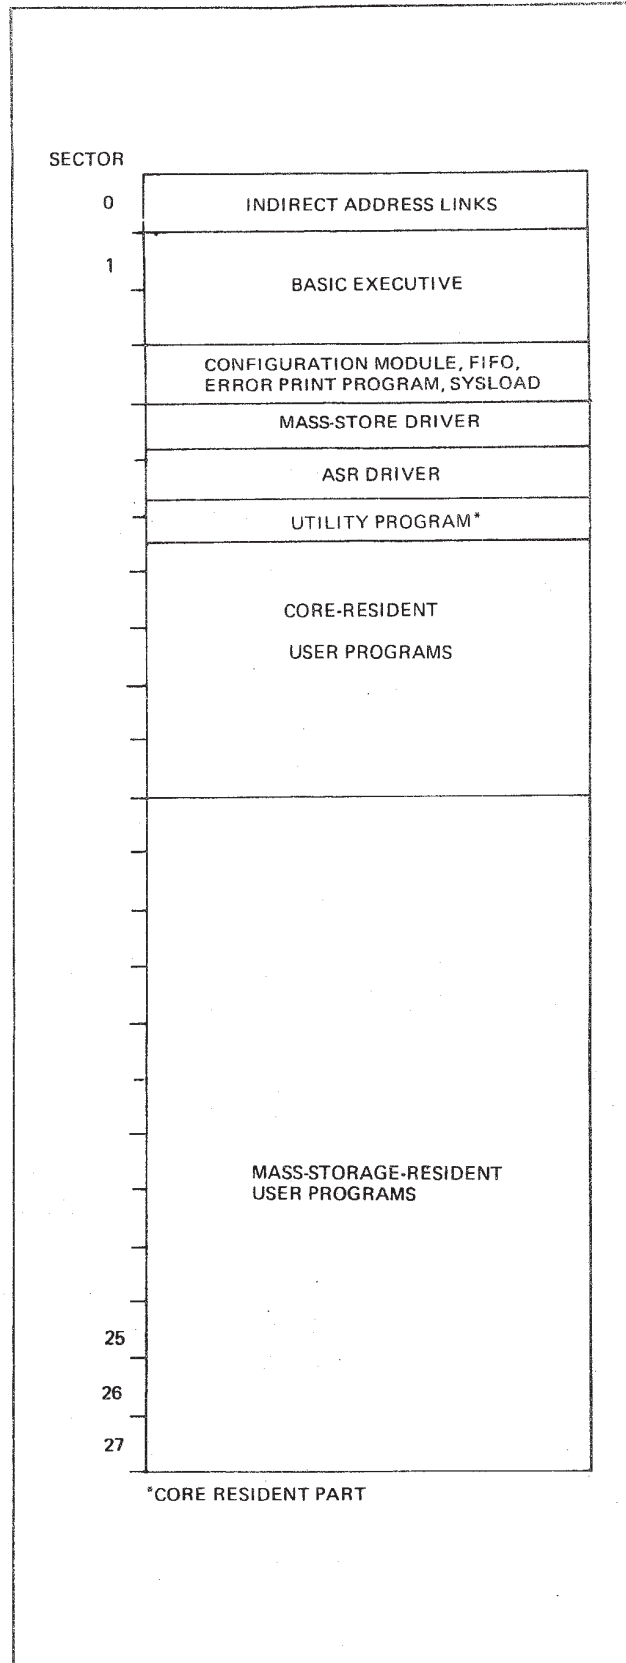 SECTOR
0
INDIRECT ADDRESS LINKS
1
BASIC EXECUTIVE
CONFIGURATION MODULE, FIFO,
ERROR PRINT PROGRAM, SYSLOAD
MASS-STORE DRIVER
ASR DRIVER
UTILITY PROGRAM*
CORE-RESIDENT
USER PROGRAMS
MASS-STORAGE-RESIDENT
USER PROGRAMS
25
26
27
*CORE RESIDENT PART